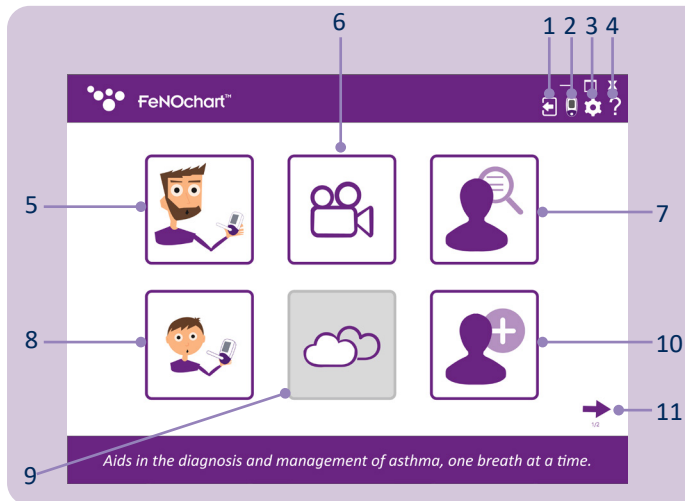 6
1 2 3 4
FeNOchart™
5
7
8
10
11
1/2
9
Aids in the diagnosis and management of asthma, one breath at a time.